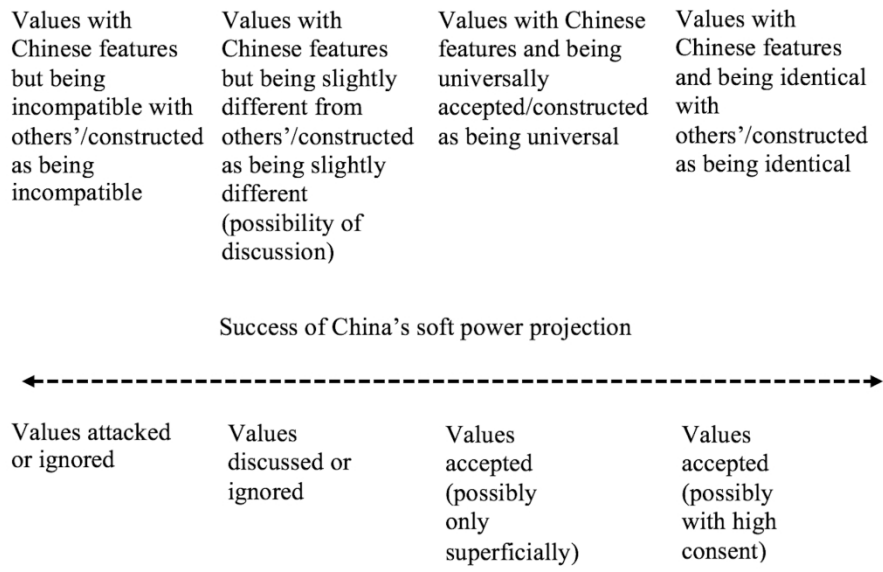 Values with
Chinese features
but being
incompatible with
others’/constructed
as being
incompatible
Values with
Chinese features
but being slightly
different from
others’/constructed
as being slightly
different
(possibility of
discussion)
Values with Chinese
features and being
universally
accepted/constructed
as being universal
Values with
Chinese features
and being identical
with
others’/constructed
as being identical
Success of China’s soft power projection
Values attacked
or ignored
Values
discussed or
ignored
Values
accepted
(possibly
only
superficially)
Values
accepted
(possibly
with high
consent)